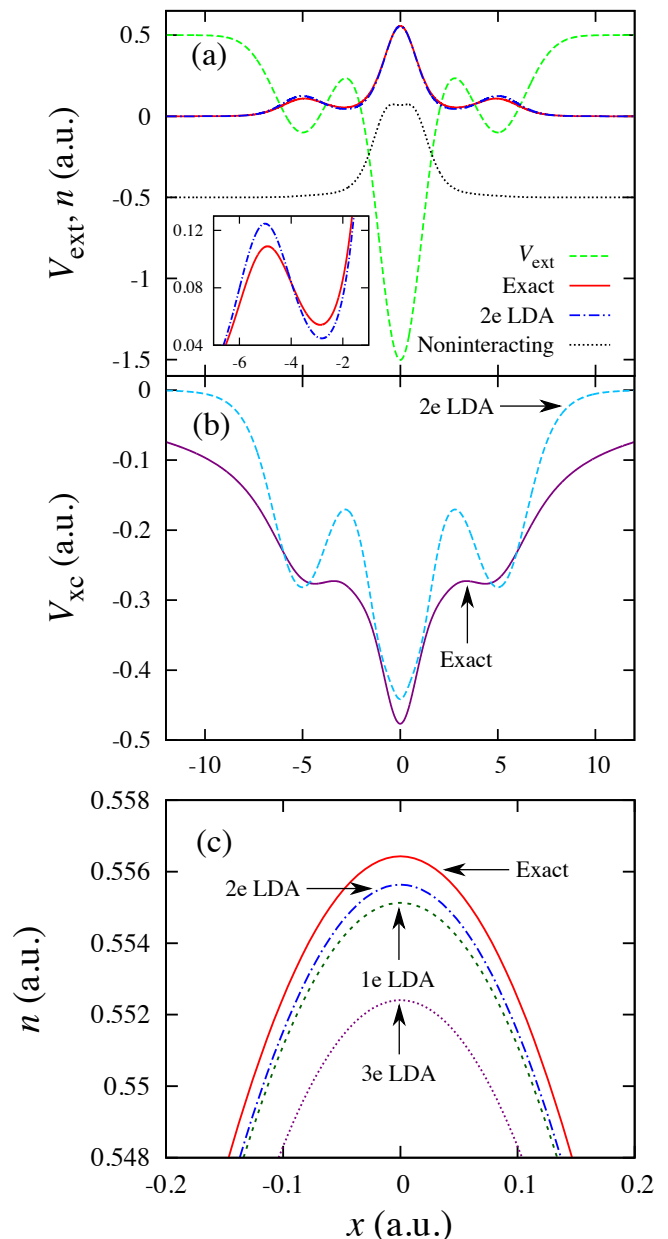 (a)
0.5
0
-0.5
-1
-1.5
V_ext, n (a.u.)
0.12
0.08
0.04
-6
-4
-2
V_ext
Exact
2e LDA
Noninteracting
(b)
2e LDA
0
-0.1
-0.2
-0.3
-0.4
-0.5
V_xc (a.u.)
Exact
-10
-5
0
5
10
(c)
0.558
0.556
0.554
0.552
0.55
0.548
n (a.u.)
Exact
2e LDA
1e LDA
3e LDA
-0.2
-0.1
0
0.1
0.2
x (a.u.)